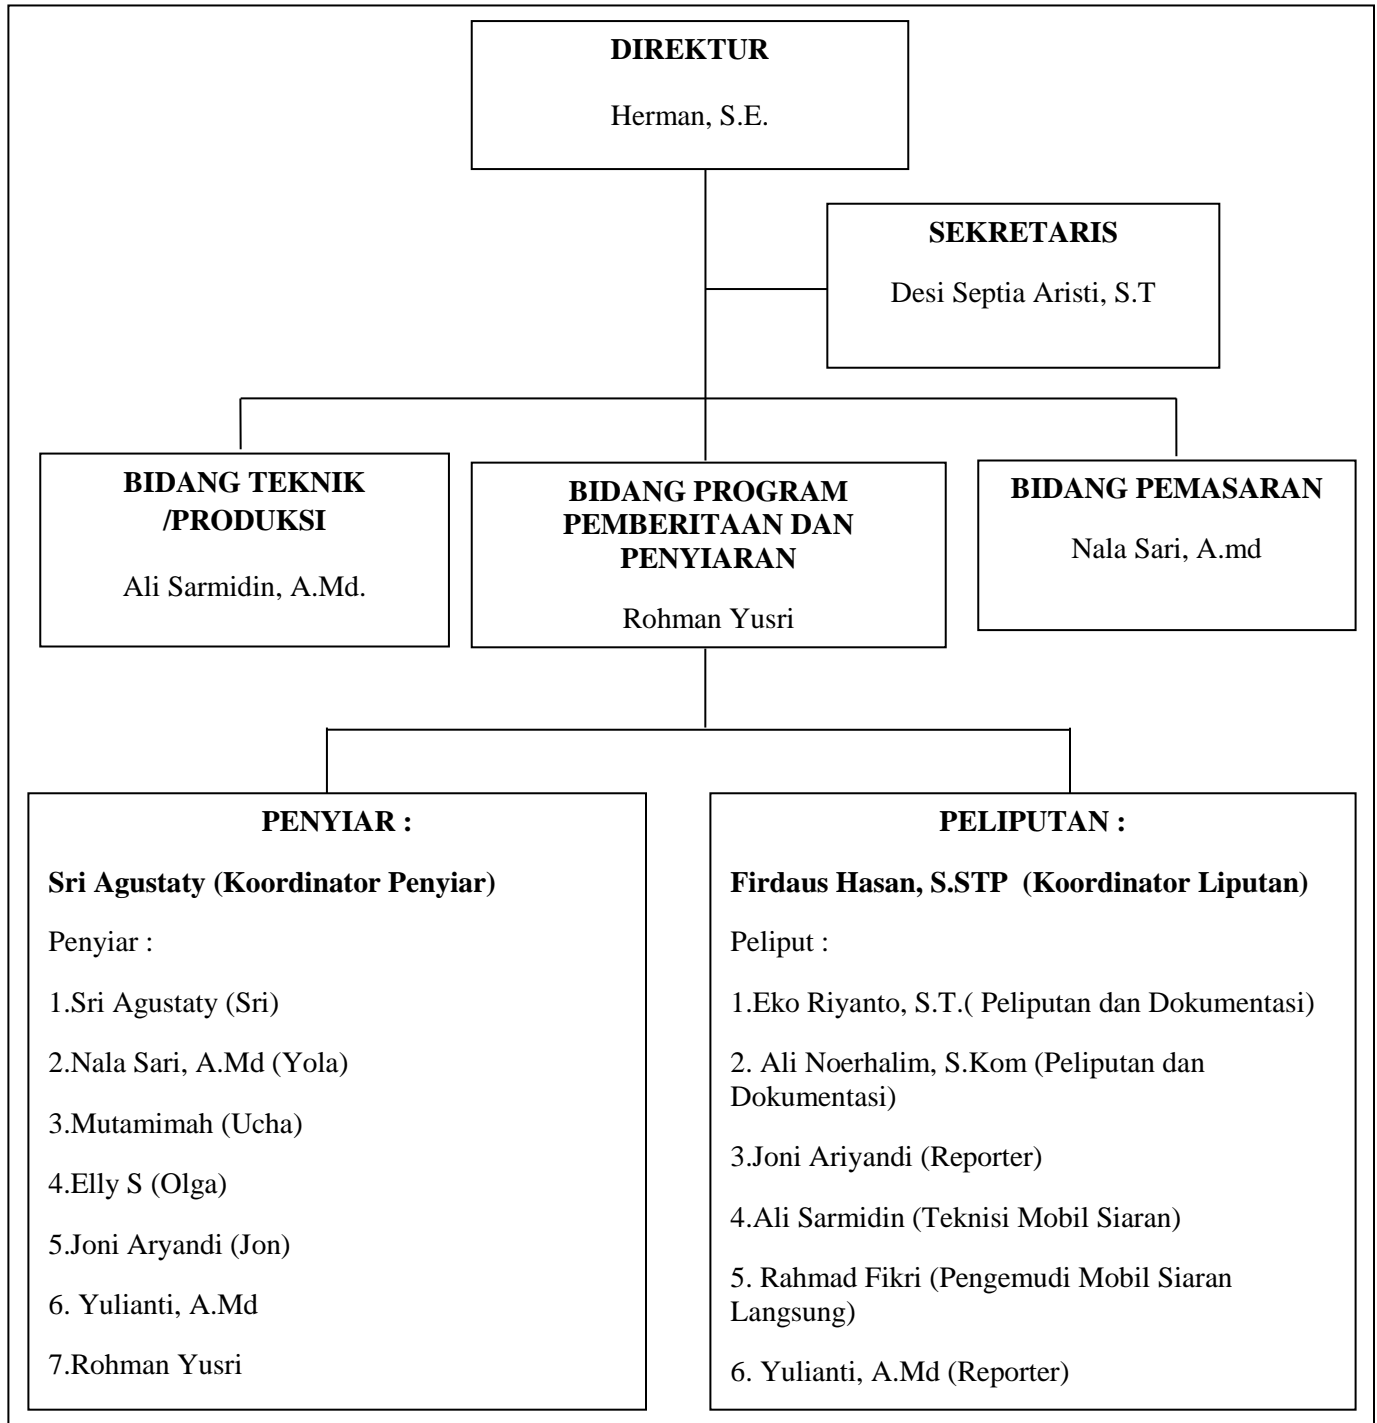 DIREKTUR
Herman, S.E.
SEKRETARIS
Desi Septia Aristi, S.T
BIDANG TEKNIK
/PRODUKSI
Ali Sarmidin, A.Md.
BIDANG PROGRAM
PEMBERITAAN DAN
PENYIARAN
Rohman Yusri
BIDANG PEMASARAN
Nala Sari, A.md
PENYIAR :
Sri Agustaty (Koordinator Penyiar)
Penyiar :
1.Sri Agustaty (Sri)
2.Nala Sari, A.Md (Yola)
3.Mutamimah (Ucha)
4.Elly S (Olga)
5.Joni Aryandi (Jon)
6. Yulianti, A.Md
7.Rohman Yusri
PELIPUTAN :
Firdaus Hasan, S.STP  (Koordinator Liputan)
Peliput :
1.Eko Riyanto, S.T.( Peliputan dan Dokumentasi)
2. Ali Noerhalim, S.Kom (Peliputan dan
Dokumentasi)
3.Joni Ariyandi (Reporter)
4.Ali Sarmidin (Teknisi Mobil Siaran)
5. Rahmad Fikri (Pengemudi Mobil Siaran
Langsung)
6. Yulianti, A.Md (Reporter)